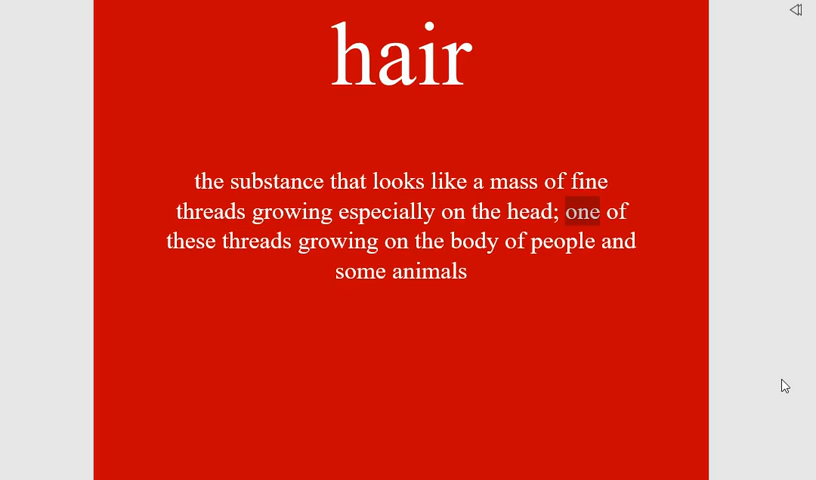 hair
the substance that looks like a mass of fine
threads growing especially on the head; one of
these threads growing on the body of people and
some animals